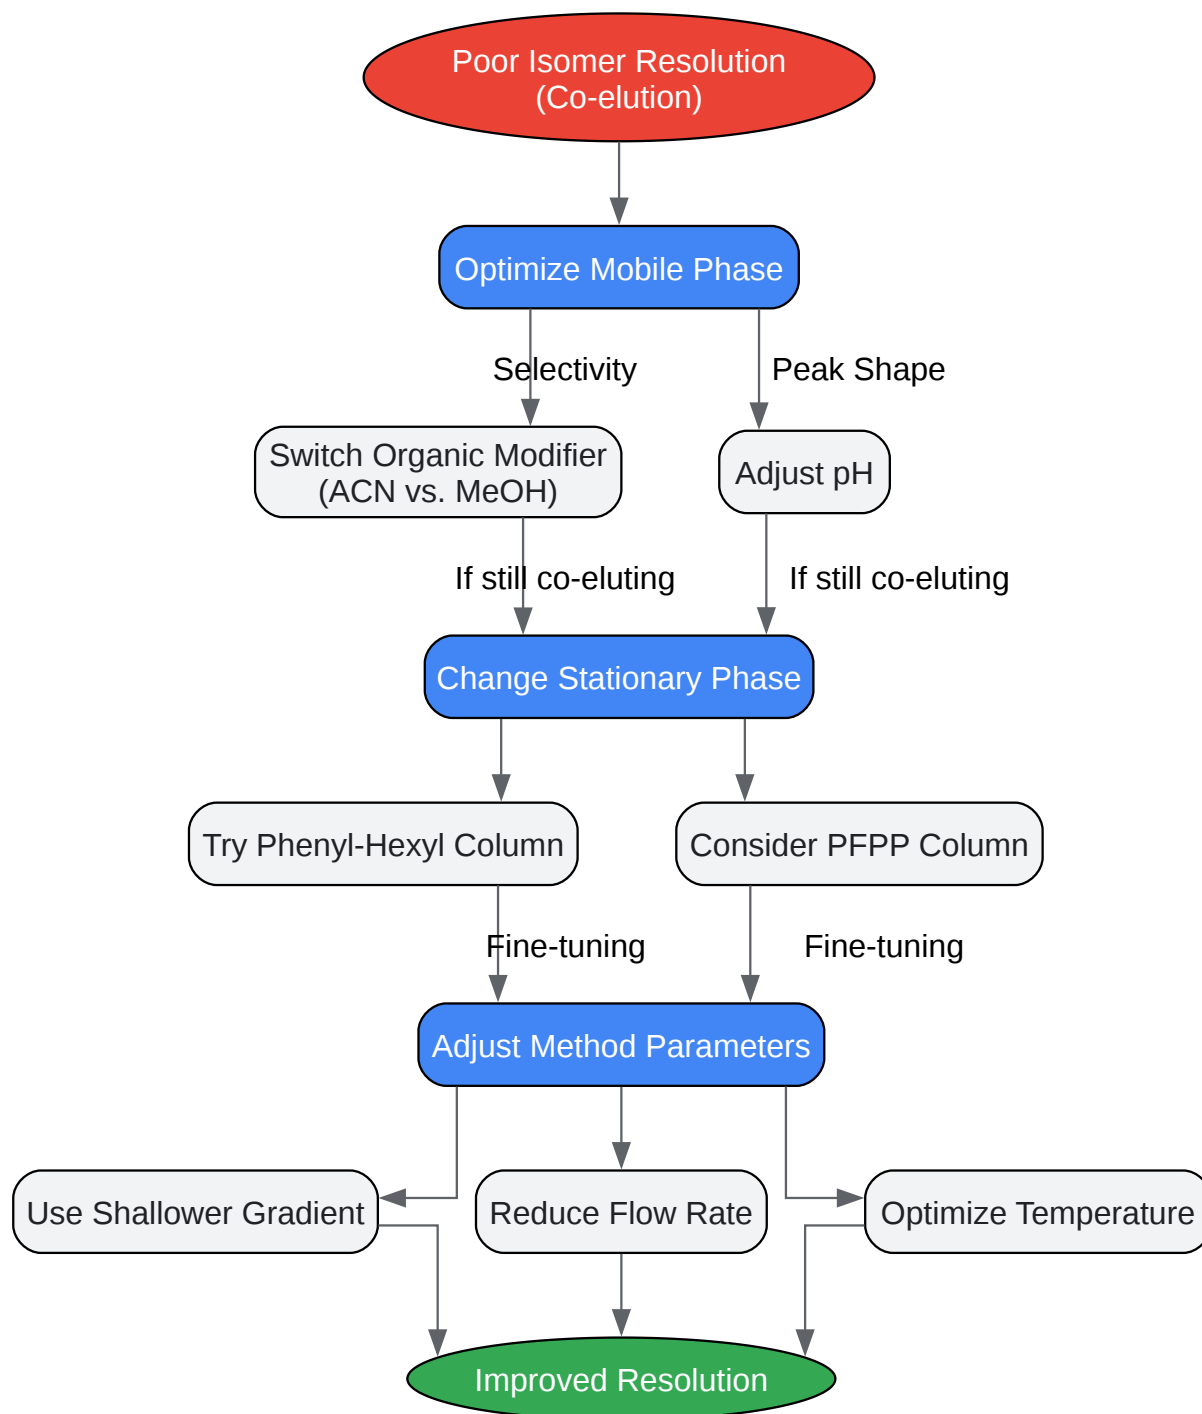 Poor Isomer Resolution
(Co-elution)
Optimize Mobile Phase
Selectivity
Peak Shape
Switch Organic Modifier
(ACN vs. MeOH)
Adjust pH
If still co-eluting
If still co-eluting
Change Stationary Phase
Try Phenyl-Hexyl Column
Consider PFPP Column
Fine-tuning
Fine-tuning
Adjust Method Parameters
Use Shallower Gradient
Reduce Flow Rate
Optimize Temperature
Improved Resolution